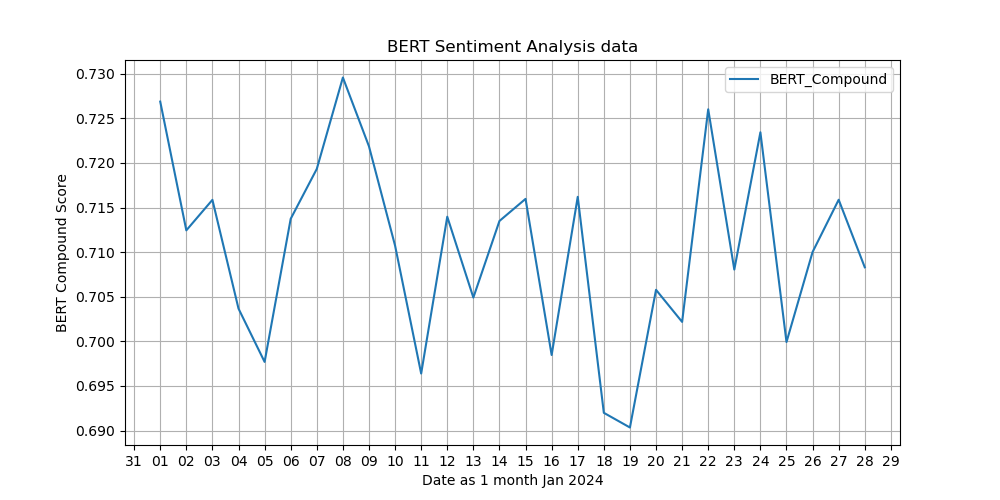 BERT Sentiment Analysis data
BERT_Compound
0.730
0.725
0.720
0.715
0.710
0.705
0.700
0.695
0.690
BERT Compound Score
31 01 02 03 04 05 06 07 08 09 10 11 12 13 14 15 16 17 18 19 20 21 22 23 24 25 26 27 28 29
Date as 1 month Jan 2024